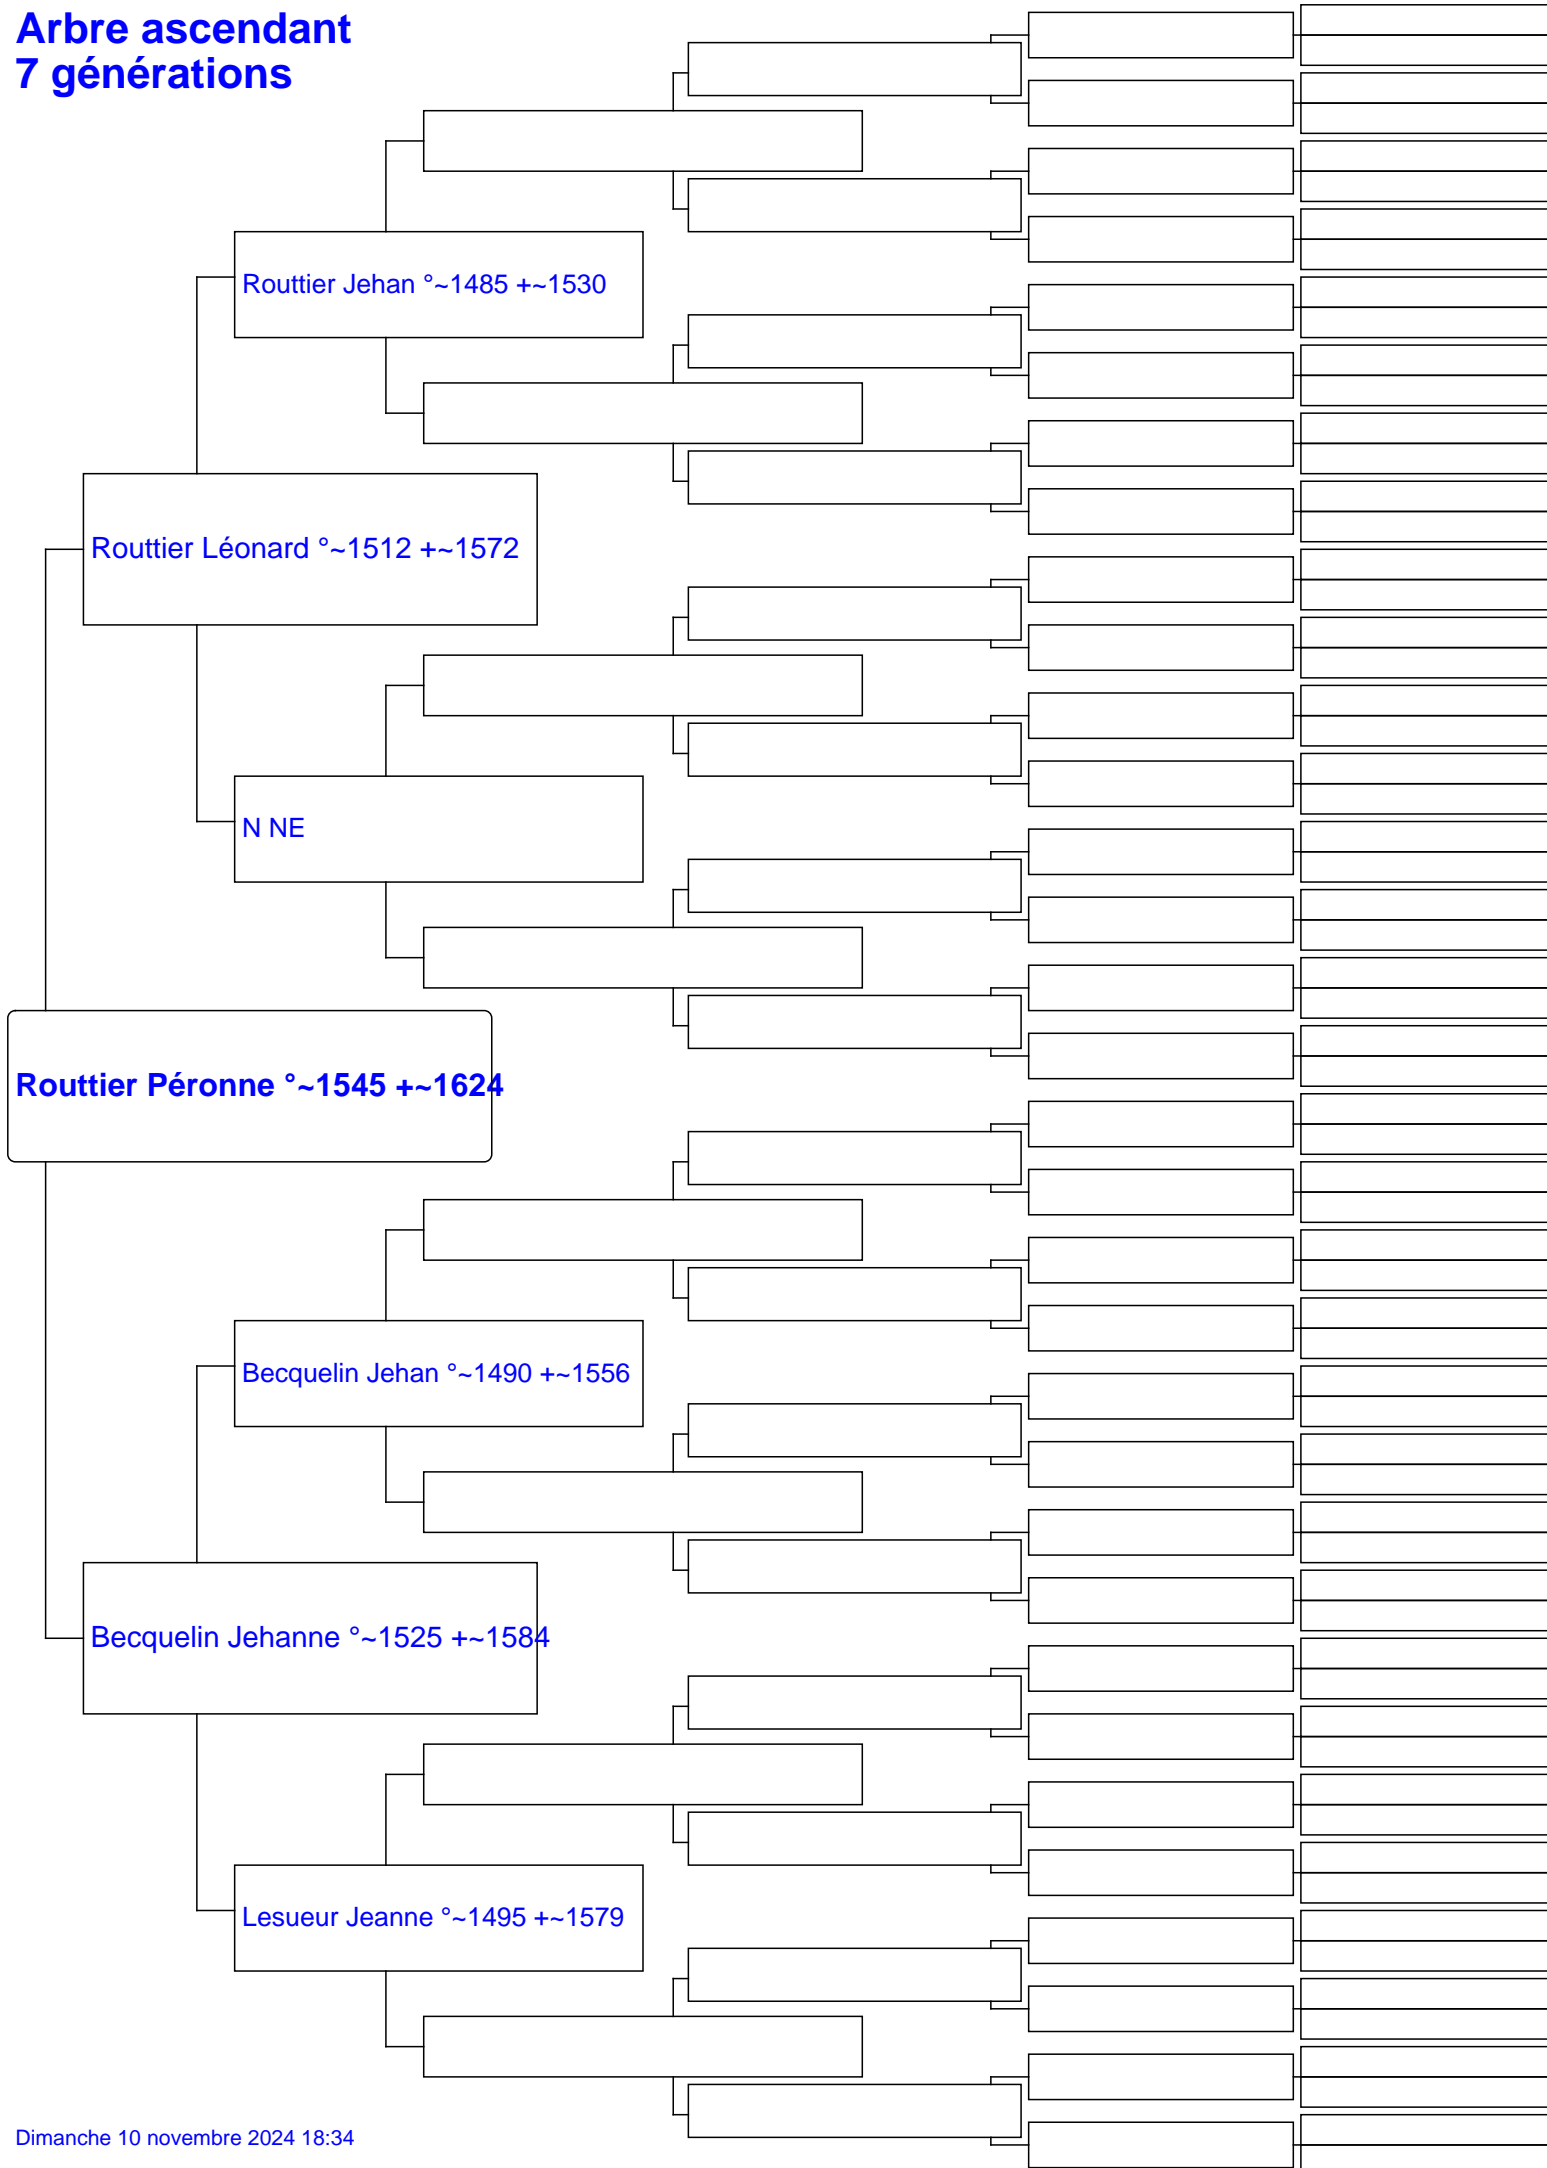 Arbre ascendant
7 générations
Routtier Jehan °~1485 +~1530
Routtier Léonard °~1512 +~1572
N NE
Routtier Péronne °~1545 +~1624
Becquelin Jehan °~1490 +~1556
Becquelin Jehanne °~1525 +~1584
Lesueur Jeanne °~1495 +~1579
Dimanche 10 novembre 2024 18:34